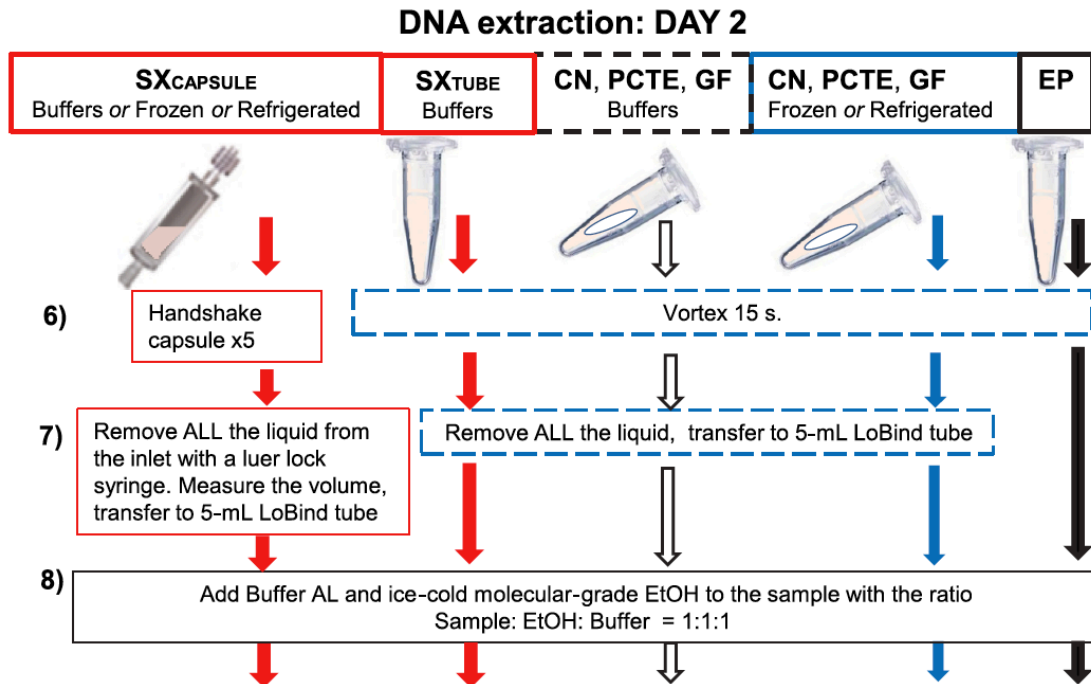 DNA extraction: DAY 2
SXCAPSULE
Buffers or Frozen or Refrigerated
SXTUBE
Buffers
CN, PCTE, GF
Buffers
CN, PCTE, GF
Frozen or Refrigerated
EP
6)
Handshake
capsule x5
Vortex 15 s.
7)
Remove ALL the liquid from
the inlet with a luer lock
syringe. Measure the volume,
transfer to 5-mL LoBind tube
Remove ALL the liquid, transfer to 5-mL LoBind tube
8)
Add Buffer AL and ice-cold molecular-grade EtOH to the sample with the ratio
Sample: EtOH: Buffer = 1:1:1